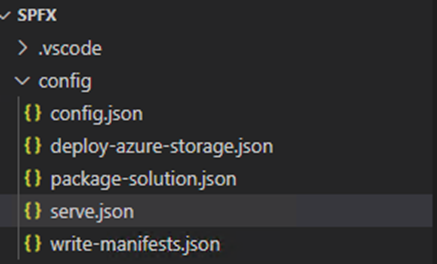 SPFX
.vscode
config
{} config.json
{} deploy-azure-storage.json
{} package-solution.json
{} serve.json
{} write-manifests.json